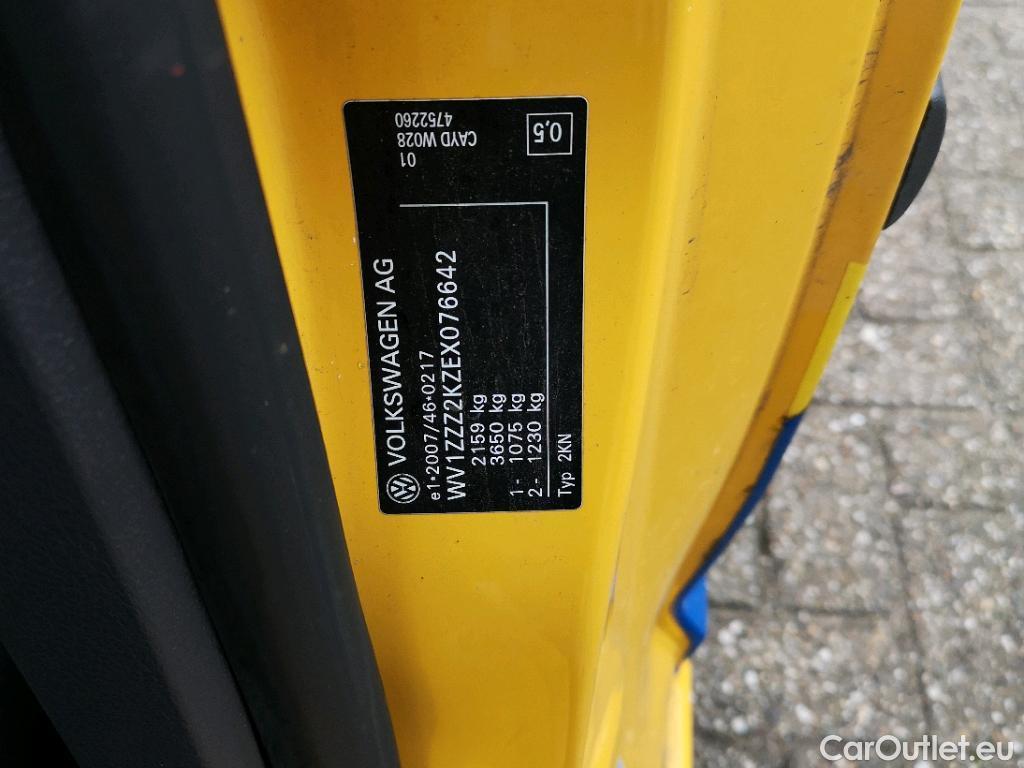 VOLKSWAGEN AG
e1*2007/46*0217
WV1ZZZ2KZEX076642
2159 kg
3650 kg
1- 1075 kg
2- 1230 kg
Typ 2KN
01
CAYD W028
4752260
0,5
CarOutlet.eu